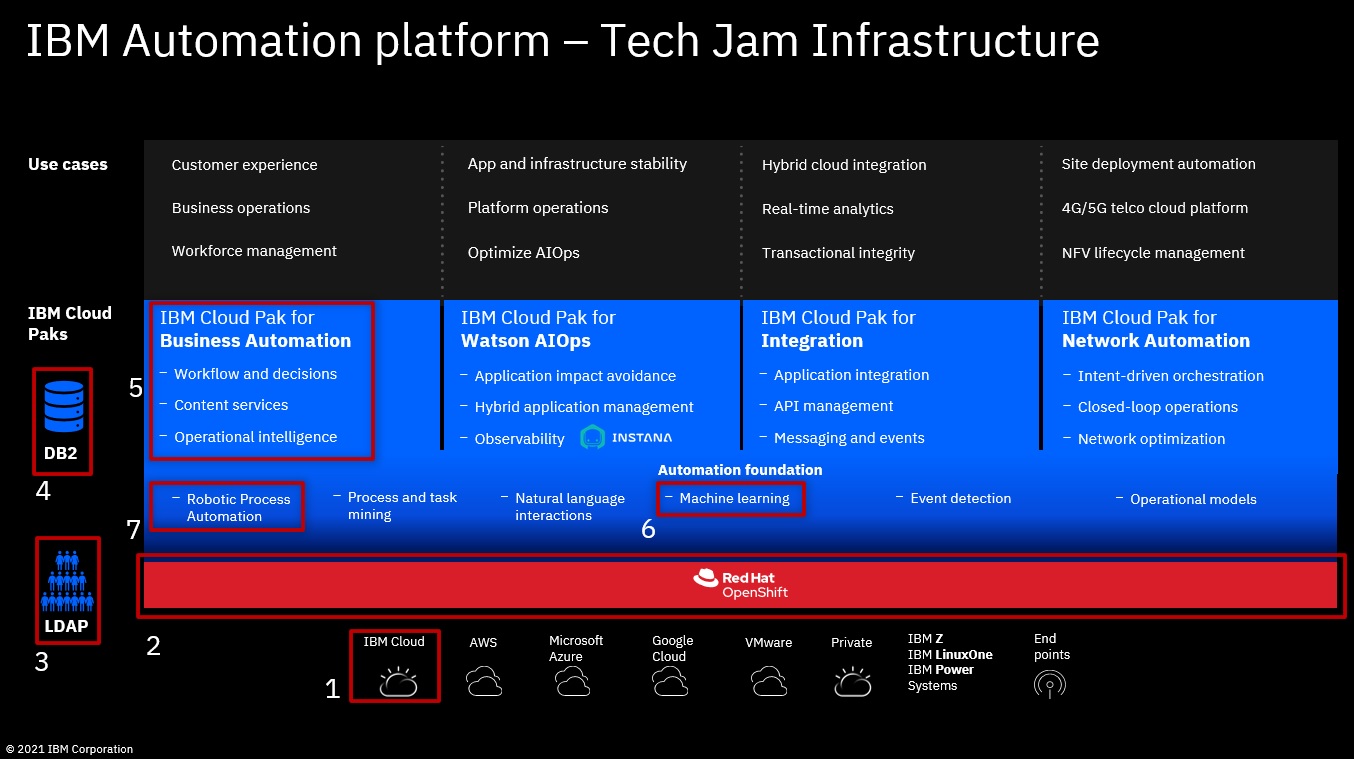 IBM Automation platform – Tech Jam Infrastructure
Use cases
Customer experience
Business operations
Workforce management
App and infrastructure stability
Platform operations
Optimize AIOps
Hybrid cloud integration
Real-time analytics
Transactional integrity
Site deployment automation
4G/5G telco cloud platform
NFV lifecycle management
IBM Cloud
Paks
IBM Cloud Pak for
Business Automation
– Workflow and decisions
– Content services
– Operational intelligence
5
IBM Cloud Pak for
Watson AIOps
– Application impact avoidance
– Hybrid application management
– Observability INSTANA
IBM Cloud Pak for
Integration
– Application integration
– API management
– Messaging and events
IBM Cloud Pak for
Network Automation
– Intent-driven orchestration
– Closed-loop operations
– Network optimization
DB2
4
Automation foundation
– Robotic Process
Automation
7
– Process and task
mining
– Natural language
interactions
– Machine learning
6
– Event detection
– Operational models
Red Hat
OpenShift
2
LDAP
3
1
IBM Cloud
AWS
Microsoft
Azure
Google
Cloud
VMware
Private
IBM Z
IBM LinuxOne
IBM Power
Systems
End
points
© 2021 IBM Corporation